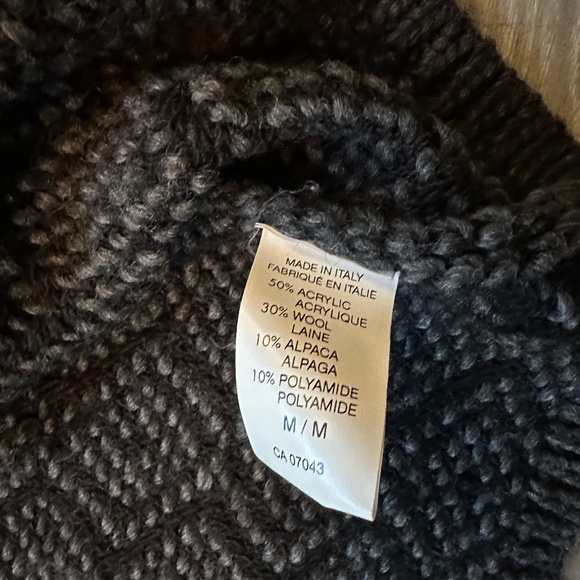 MADE IN ITALY
FABRIQUÉ EN ITALIE
50% ACRYLIC
ACRYLIQUE
30% WOOL
LAINE
10% ALPACA
ALPAGA
10% POLYAMIDE
POLYAMIDE
M / M
CA 07043